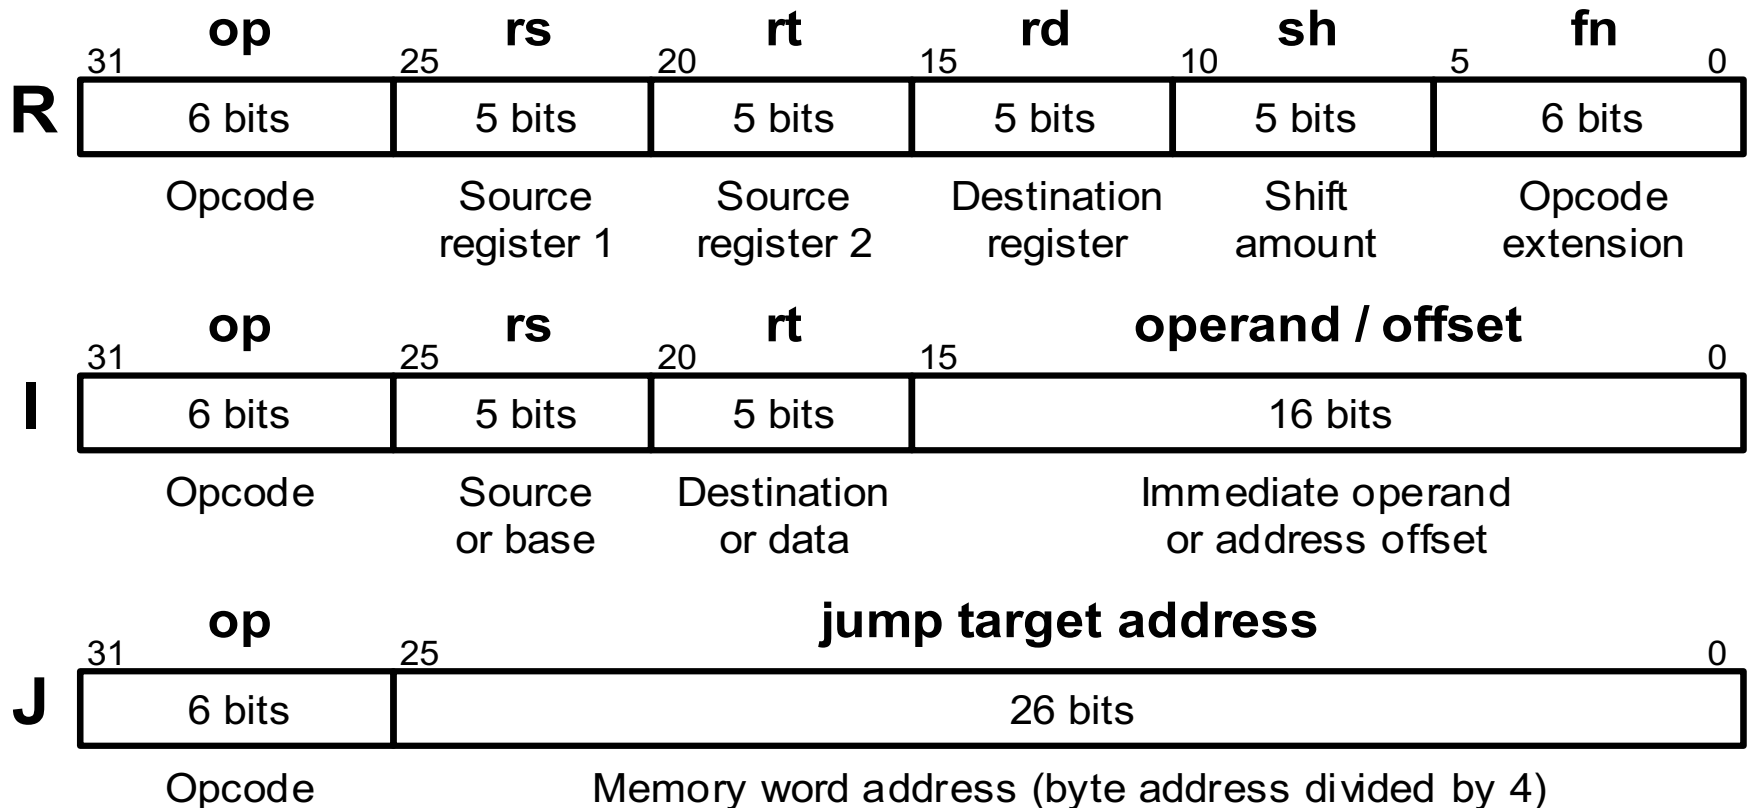 op rs rt rd sh fn
31 25 20 15 10 5 0
R 6 bits 5 bits 5 bits 5 bits 5 bits 6 bits
Opcode Source Source Destination Shift Opcode
register 1 register 2 register amount extension
op rs rt operand / offset
31 25 20 15 0
I 6 bits 5 bits 5 bits 16 bits
Opcode Source Destination Immediate operand
or base or data or address offset
op jump target address
31 25 0
J 6 bits 26 bits
Opcode Memory word address (byte address divided by 4)